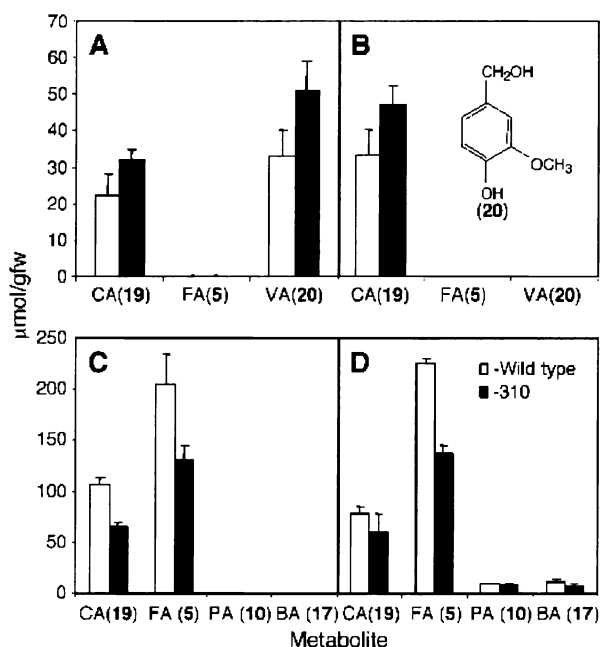 70
60
50
40
30
20
10
0
A
B
CH₂OH
OCH₃
OH
(20)
CA(19) FA(5) VA(20) CA(19) FA(5) VA(20)
µmol/gfw
250
200
150
100
50
0
C
D
-Wild type
-310
CA(19) FA (5) PA (10) BA (17) CA(19) FA (5) PA (10) BA (17)
Metabolite